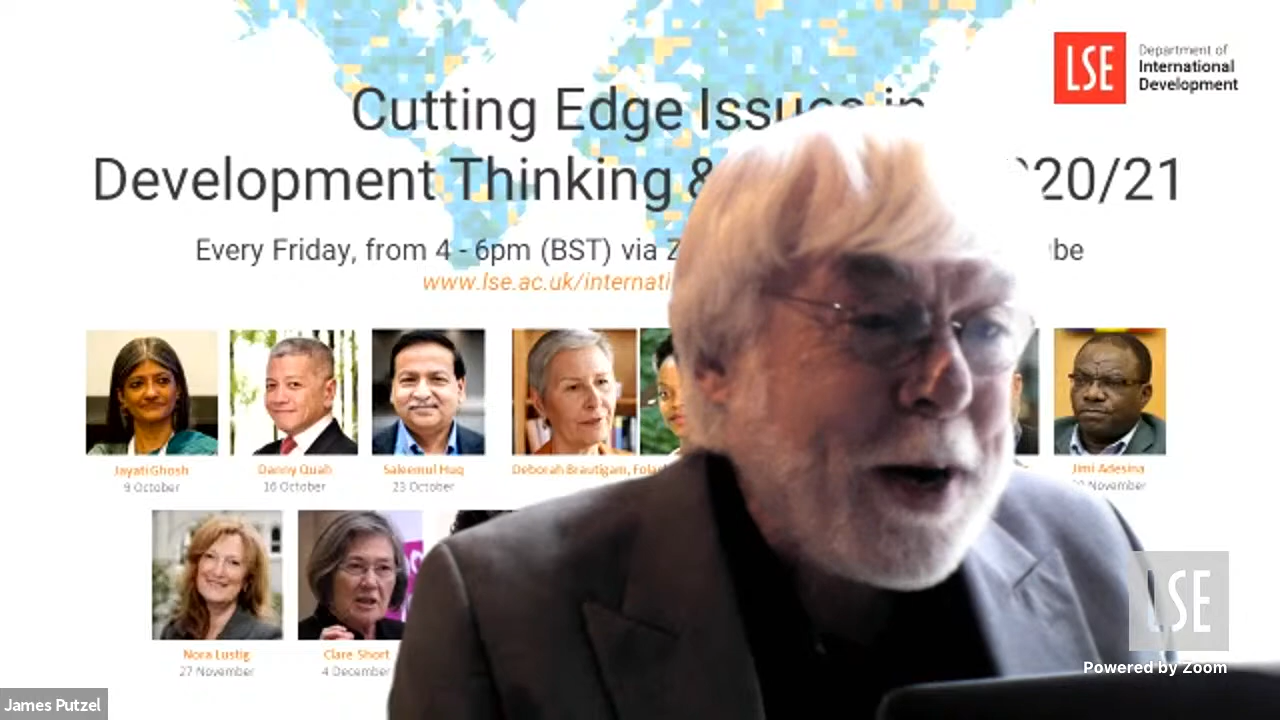 LSE
Department of
International
Development
Cutting Edge Issues in
Development Thinking & 20/21
Every Friday, from 4 - 6pm (BST) via
www.lse.ac.uk/internati
Jayati Ghosh
9 October
Danny Quah
16 October
Saleemul Huq
23 October
Deborah Brautigam,
Jimi Adesina
November
Nora Lustig
27 November
Clare Short
4 December
LSE
Powered by Zoom
James Putzel